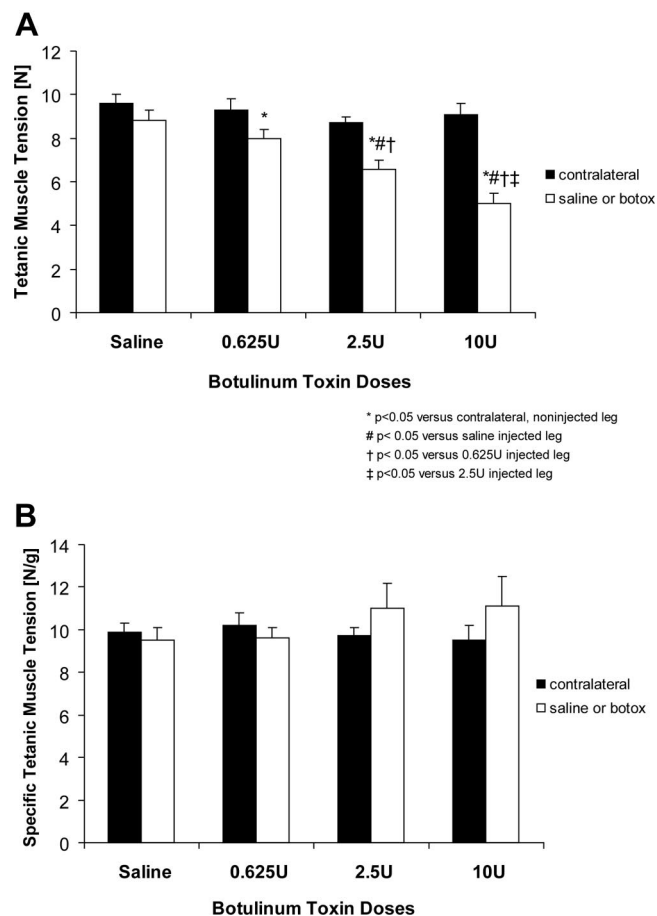 A
Tetanic Muscle Tension [N]
12
10
8
6
4
2
0
*
*#†
*#†‡
contralateral
saline or botox
Saline
0.625U
2.5U
10U
Botulinum Toxin Doses
* p<0.05 versus contralateral, noninjected leg
# p< 0.05 versus saline injected leg
† p< 0.05 versus 0.625U injected leg
‡ p<0.05 versus 2.5U injected leg
B
Specific Tetanic Muscle Tension [N/g]
14
12
10
8
6
4
2
0
contralateral
saline or botox
Saline
0.625U
2.5U
10U
Botulinum Toxin Doses